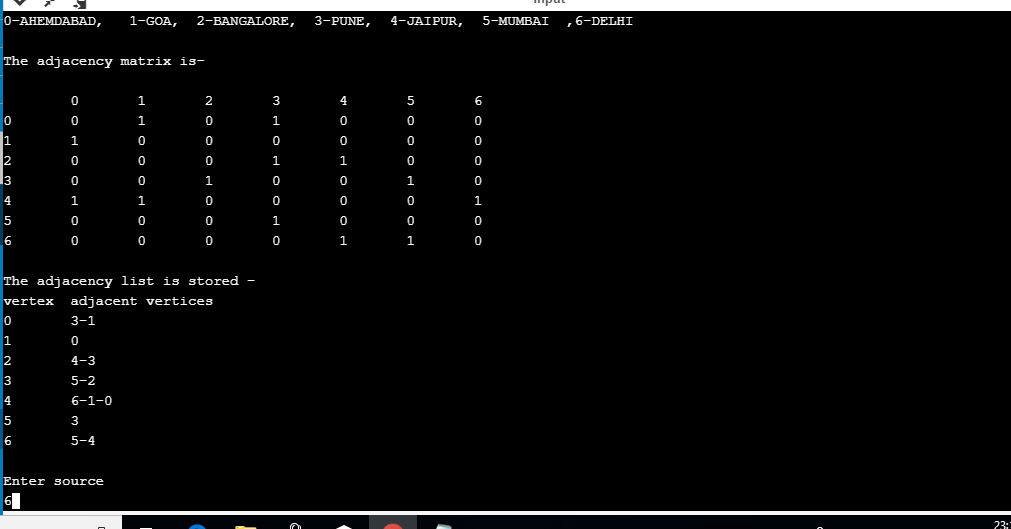 input
0-AHEMDABAD, 1-GOA, 2-BANGALORE, 3-PUNE, 4-JAIPUR, 5-MUMBAI ,6-DELHI
The adjacency matrix is-
0 1 2 3 4 5 6
0 0 1 0 1 0 0 0
1 1 0 0 0 0 0 0
2 0 0 0 1 1 0 0
3 0 0 1 0 0 1 0
4 1 1 0 0 0 0 1
5 0 0 0 1 0 0 0
6 0 0 0 0 1 1 0
The adjacency list is stored -
vertex adjacent vertices
0 3-1
1 0
2 4-3
3 5-2
4 6-1-0
5 3
6 5-4
Enter source
6